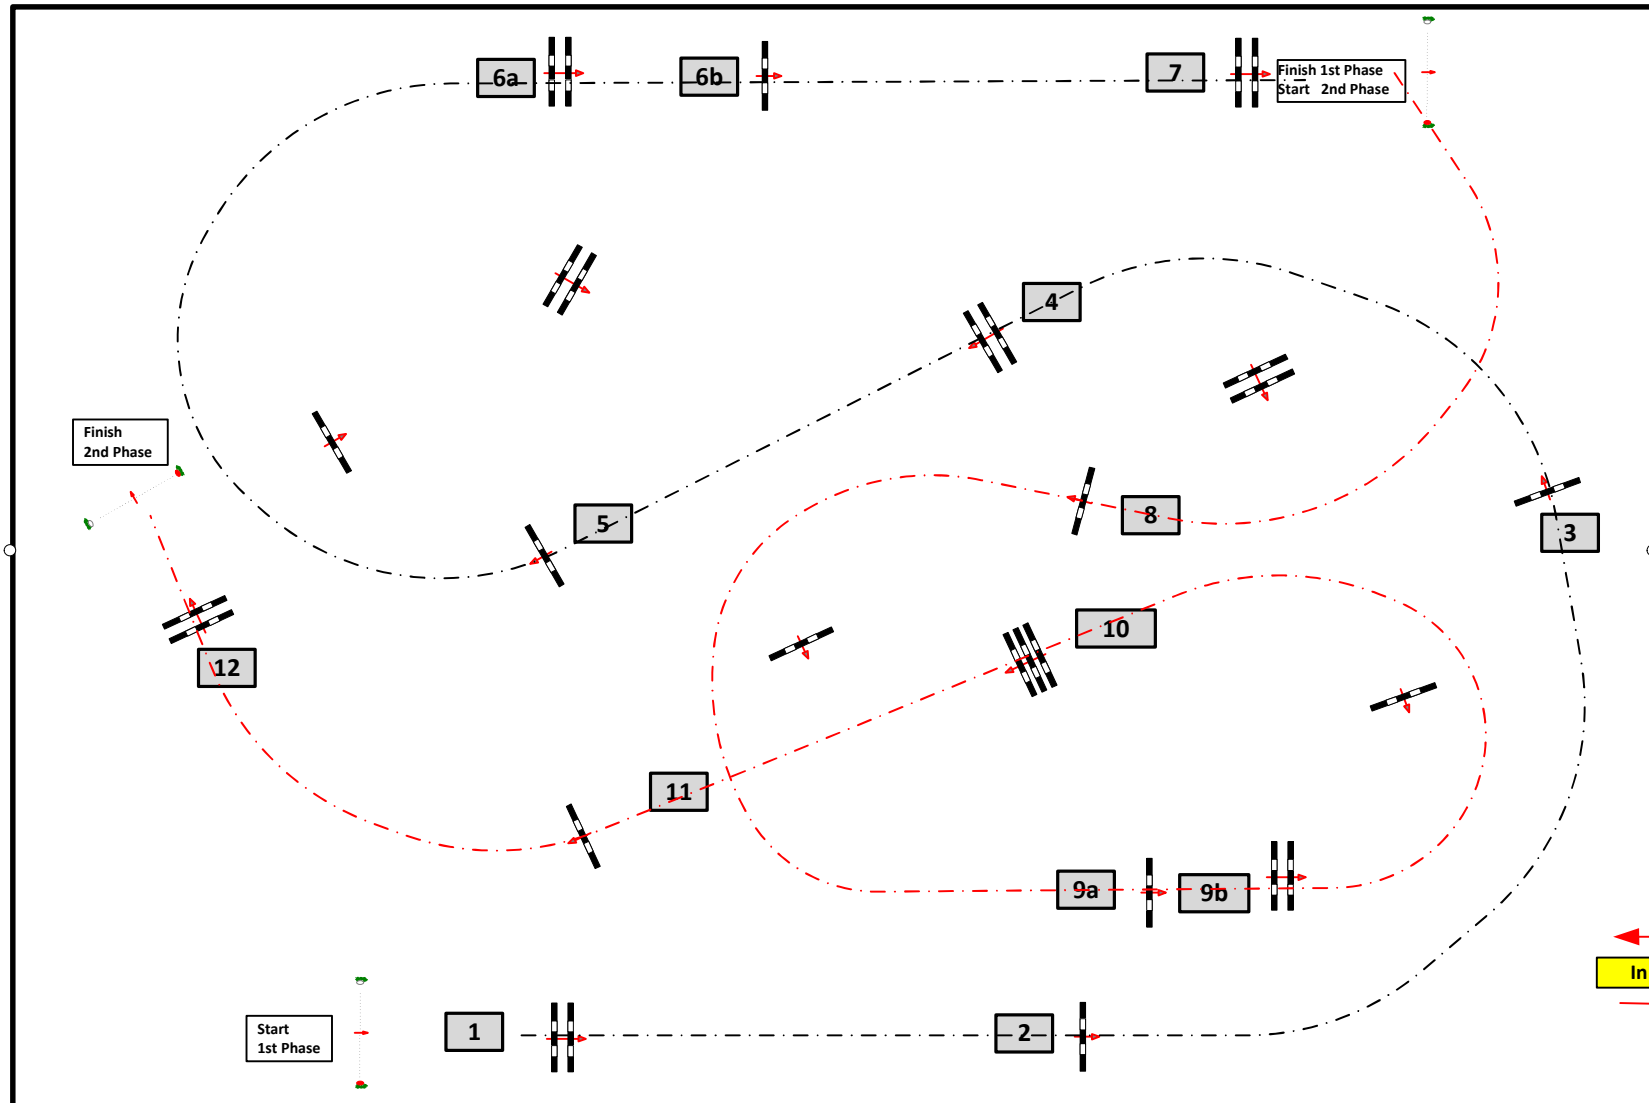 6a
6b
7
Finish 1st Phase
Start 2nd Phase
4
Finish
2nd Phase
5
8
3
10
12
11
9a
9b
In
Start
1st Phase
1
2